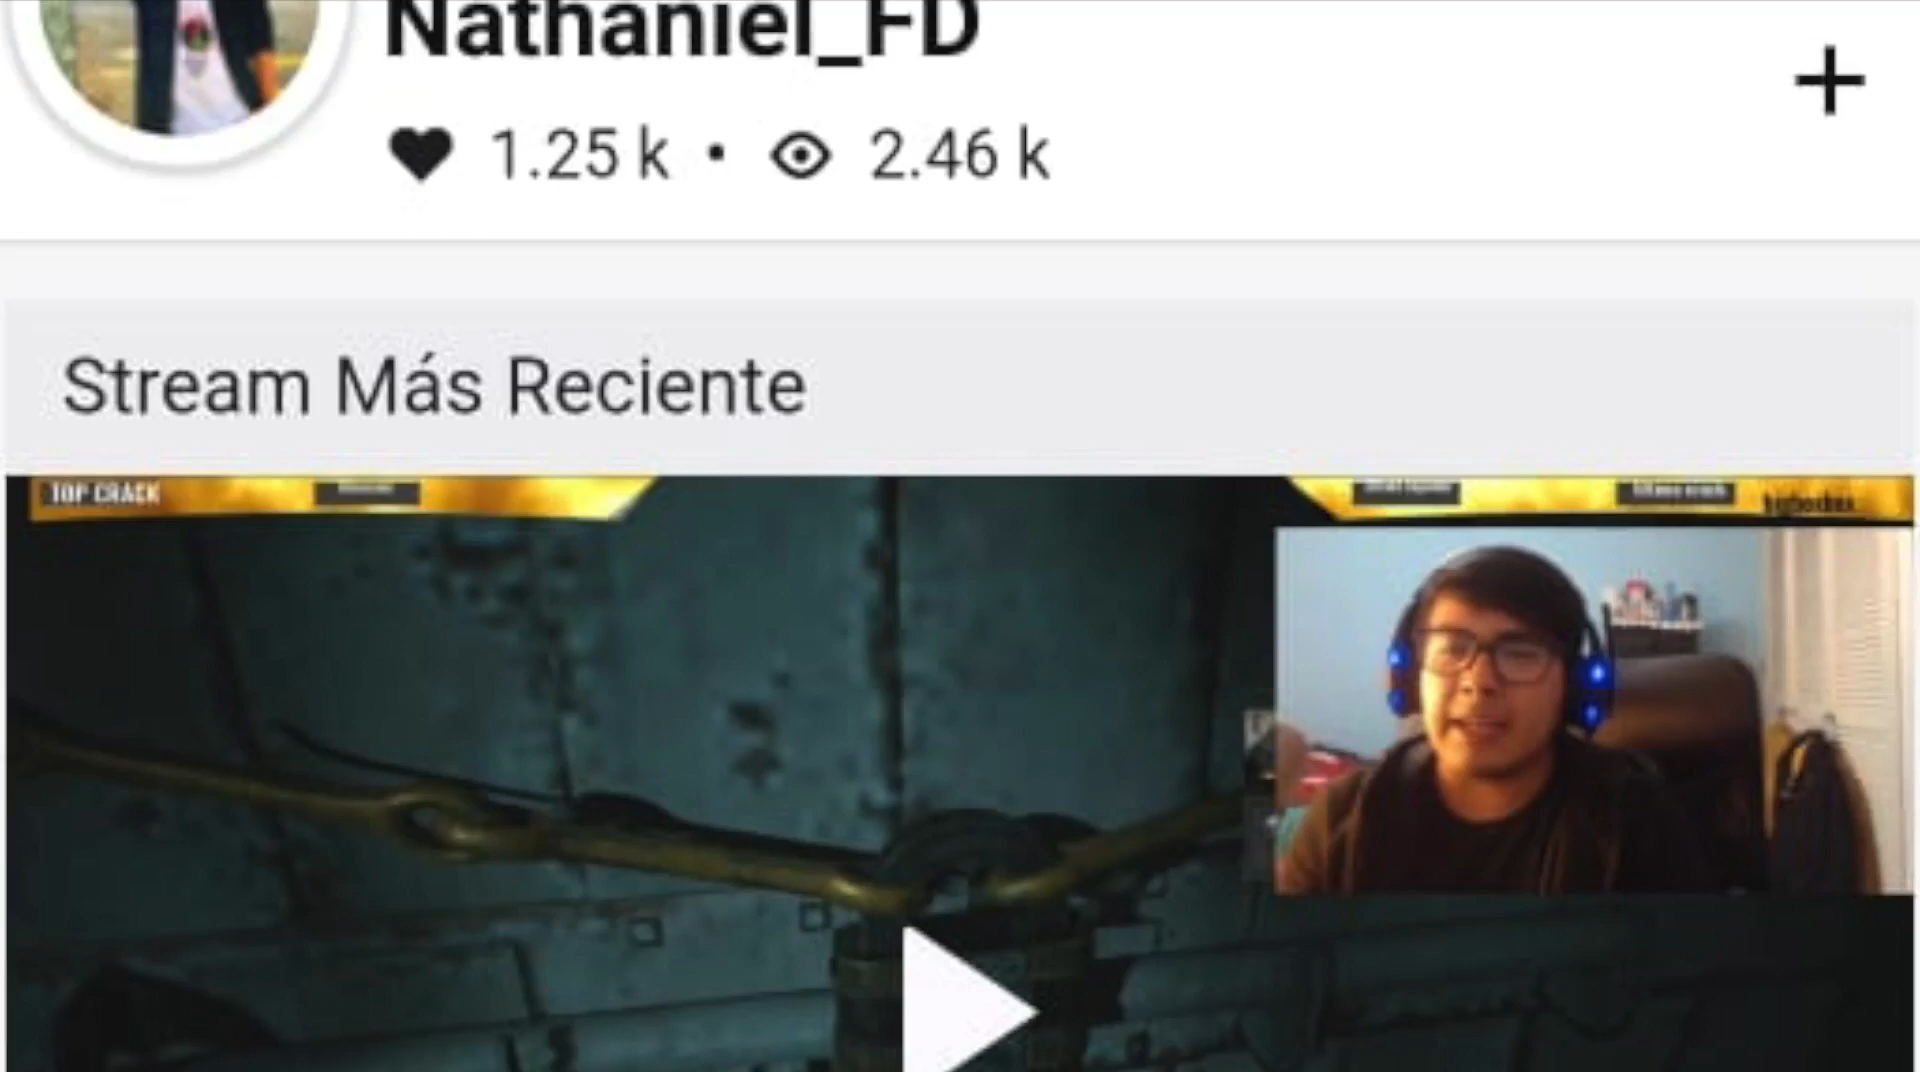 Nathaniel_FD
1.25 k • 2.46 k
Stream Más Reciente
TOP CRACK